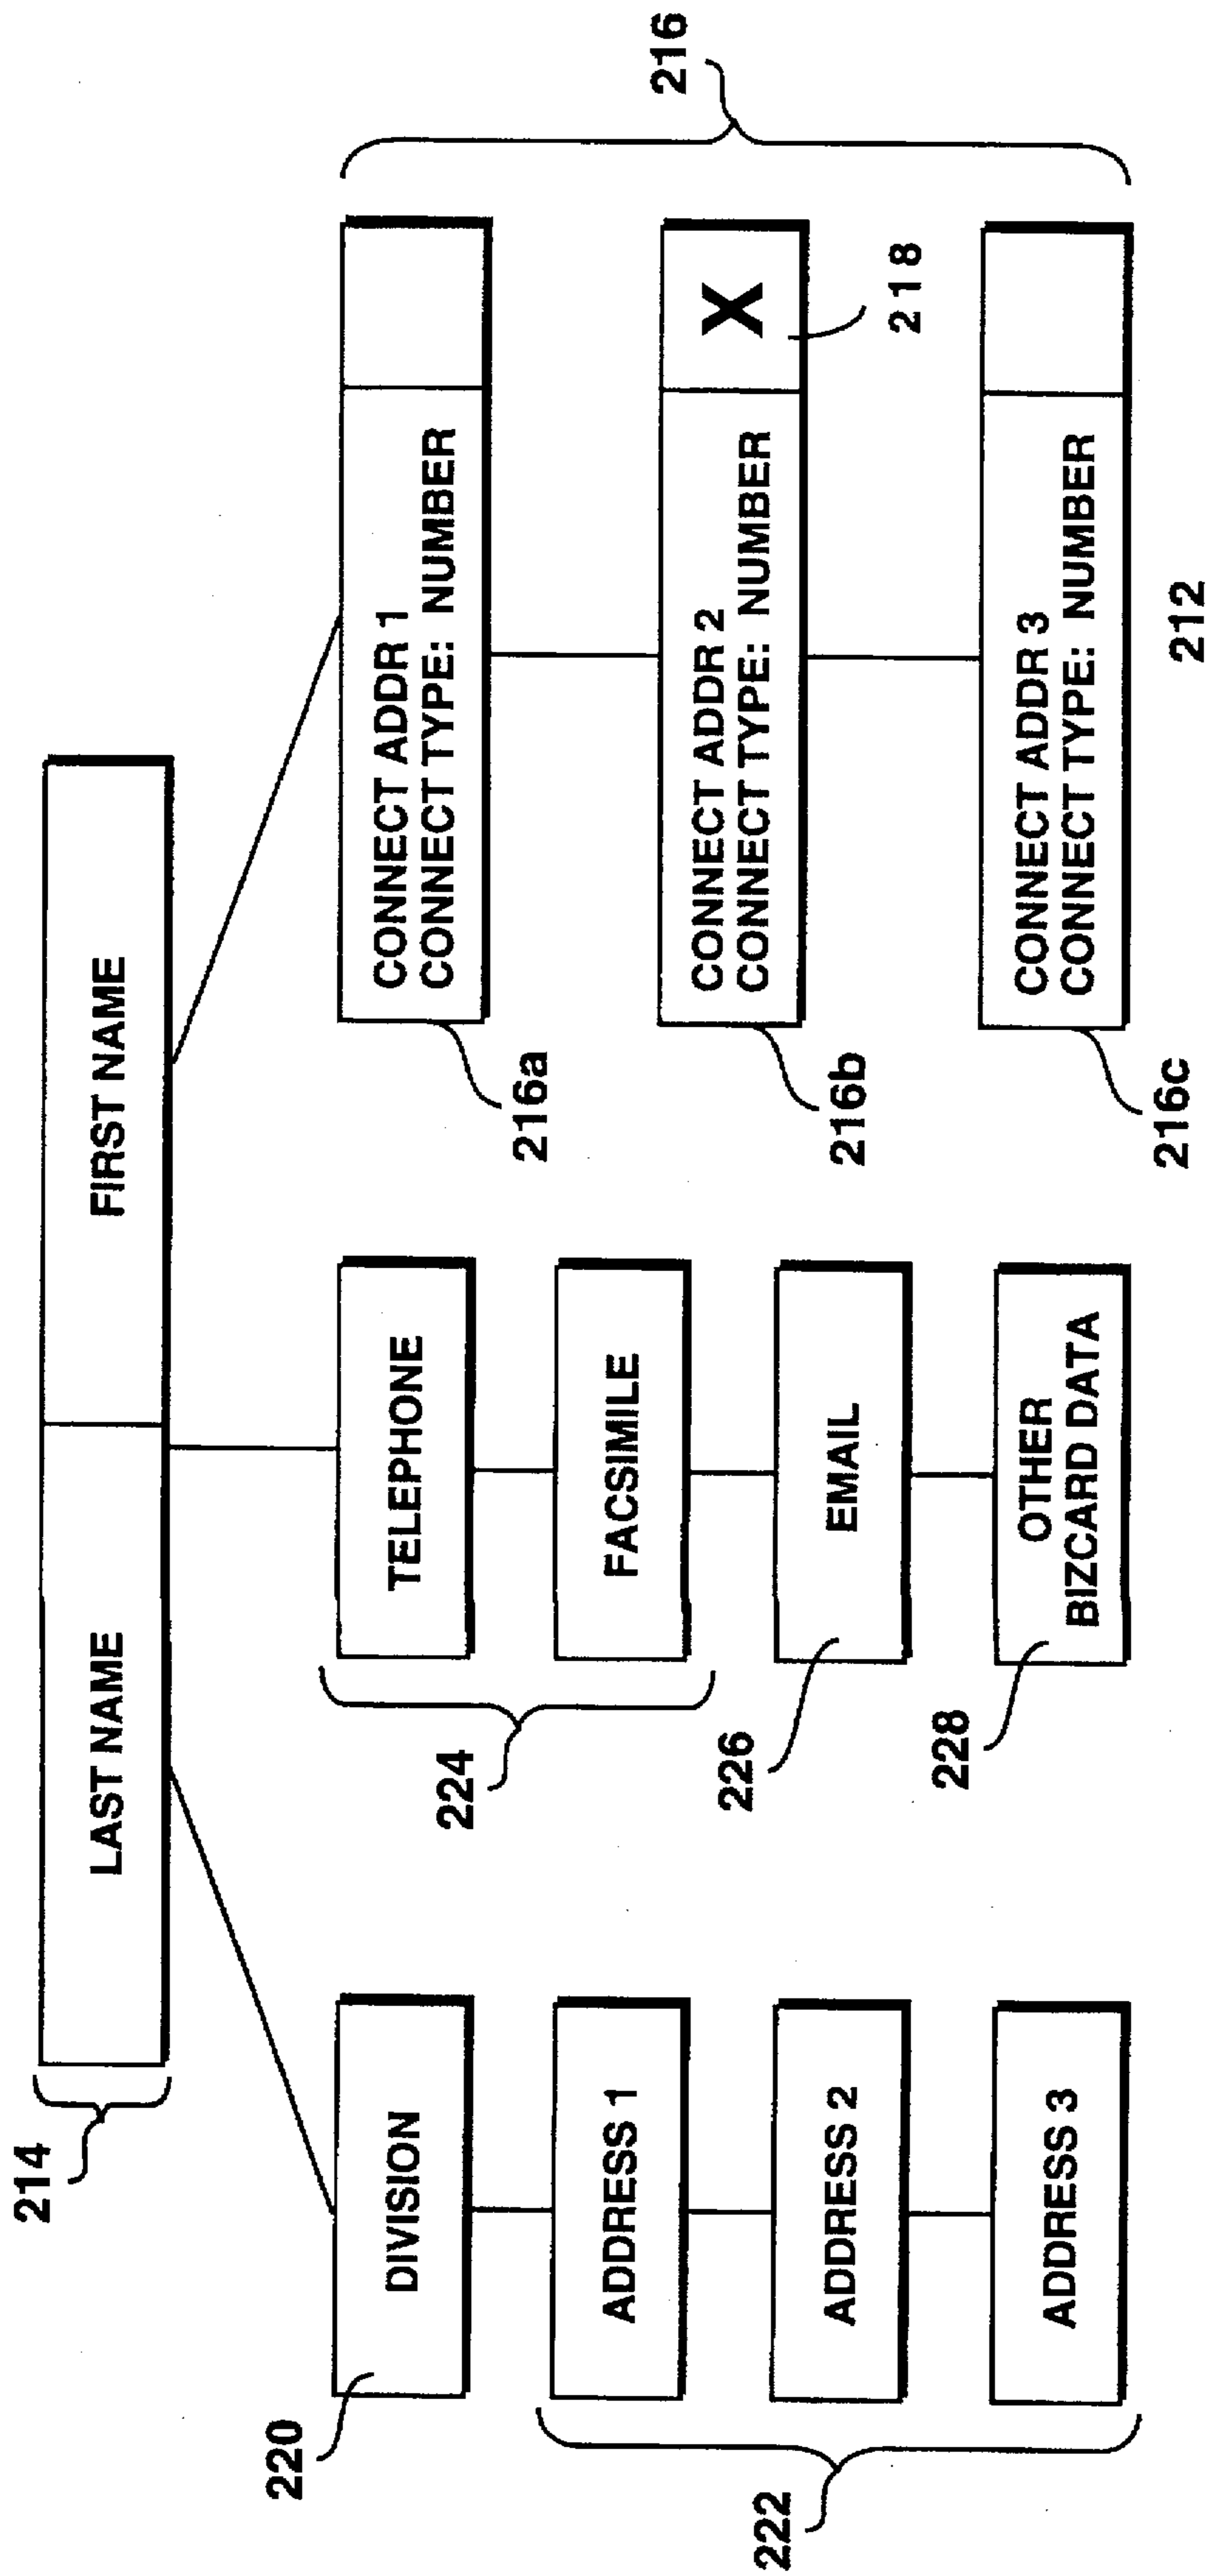 214
LAST NAME
FIRST NAME
220
DIVISION
ADDRESS 1
ADDRESS 2
ADDRESS 3
222
224
TELEPHONE
FACSIMILE
226
EMAIL
228
OTHER
BIZCARD DATA
216a
CONNECT ADDR 1
CONNECT TYPE: NUMBER
216b
CONNECT ADDR 2
CONNECT TYPE: NUMBER
X
218
216c
CONNECT ADDR 3
CONNECT TYPE: NUMBER
216
212